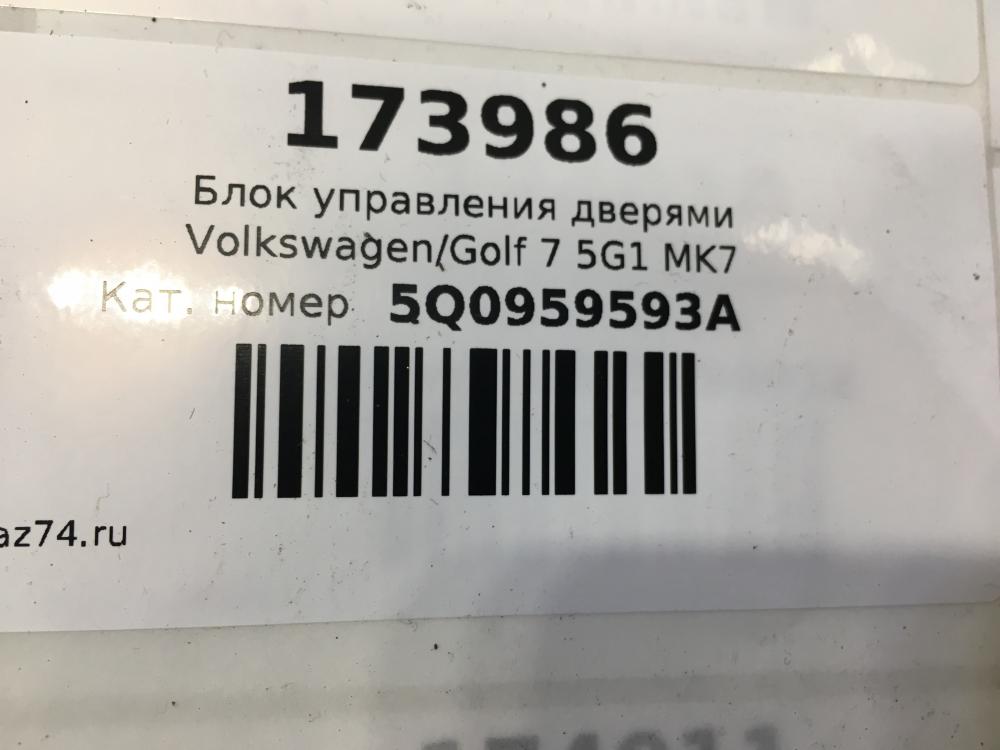 173986
Блок управления дверями
Volkswagen/Golf 7 5G1 MK7
Кат. номер 5Q0959593A
az74.ru